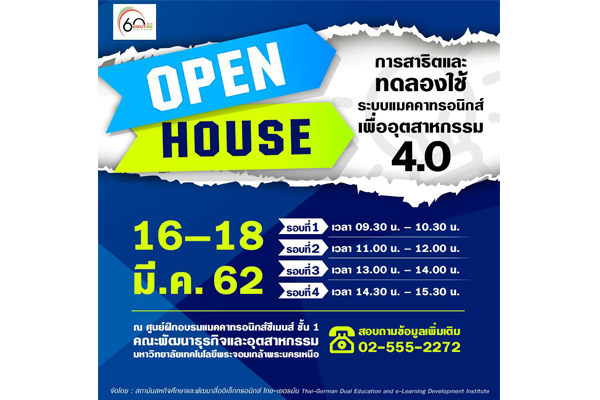 60
KMUTNB
OPEN
HOUSE
การสาธิตและ
ทดลองใช้
ระบบแมคคาทรอนิกส์
เพื่ออุตสาหกรรม
4.0
16–18
มี.ค. 62
รอบที่ 1 เวลา 09.30 น. – 10.30 น.
รอบที่ 2 เวลา 11.00 น. – 12.00 น.
รอบที่ 3 เวลา 13.00 น. – 14.00 น.
รอบที่ 4 เวลา 14.30 น. – 15.30 น.
ณ ศูนย์ฝึกอบรมแมคคาทรอนิกส์ซีเมนส์ ชั้น 1
คณะพัฒนาธุรกิจและอุตสาหกรรม
มหาวิทยาลัยเทคโนโลยีพระจอมเกล้าพระนครเหนือ
สอบถามข้อมูลเพิ่มเติม
02-555-2272
จัดโดย : สถาบันสหกิจศึกษาและพัฒนาสื่ออิเล็กทรอนิกส์ ไทย-เยอรมัน Thai-German Dual Education and e-Learning Development Institute